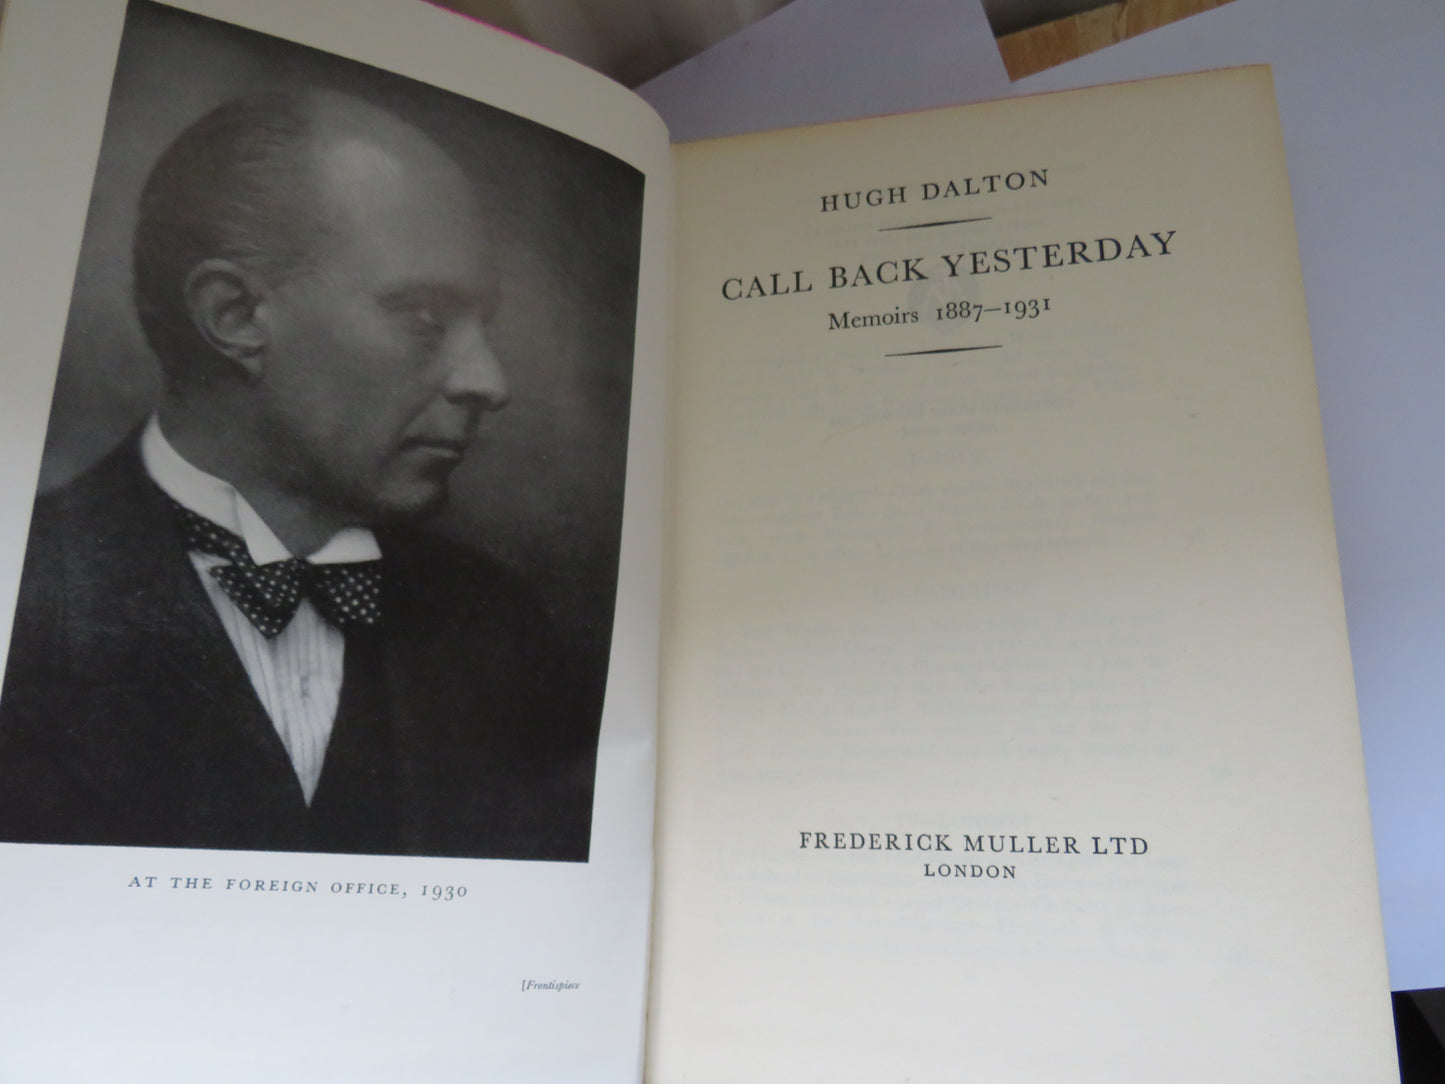 AT THE FOREIGN OFFICE, 1930
[Frontispiece
HUGH DALTON
CALL BACK YESTERDAY
Memoirs 1887–1931
FREDERICK MULLER LTD
LONDON